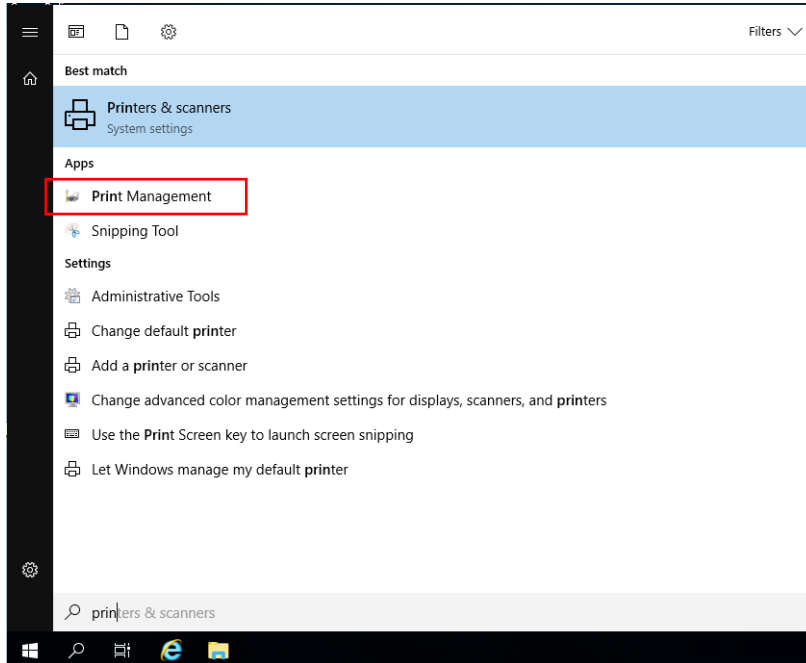 Filters
Best match
Printers & scanners
System settings
Apps
Print Management
Snipping Tool
Settings
Administrative Tools
Change default printer
Add a printer or scanner
Change advanced color management settings for displays, scanners, and printers
Use the Print Screen key to launch screen snipping
Let Windows manage my default printer
printers & scanners